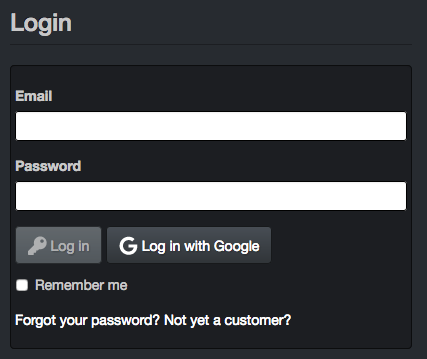 Login
Email
Password
Log in Log in with Google
Remember me
Forgot your password? Not yet a customer?